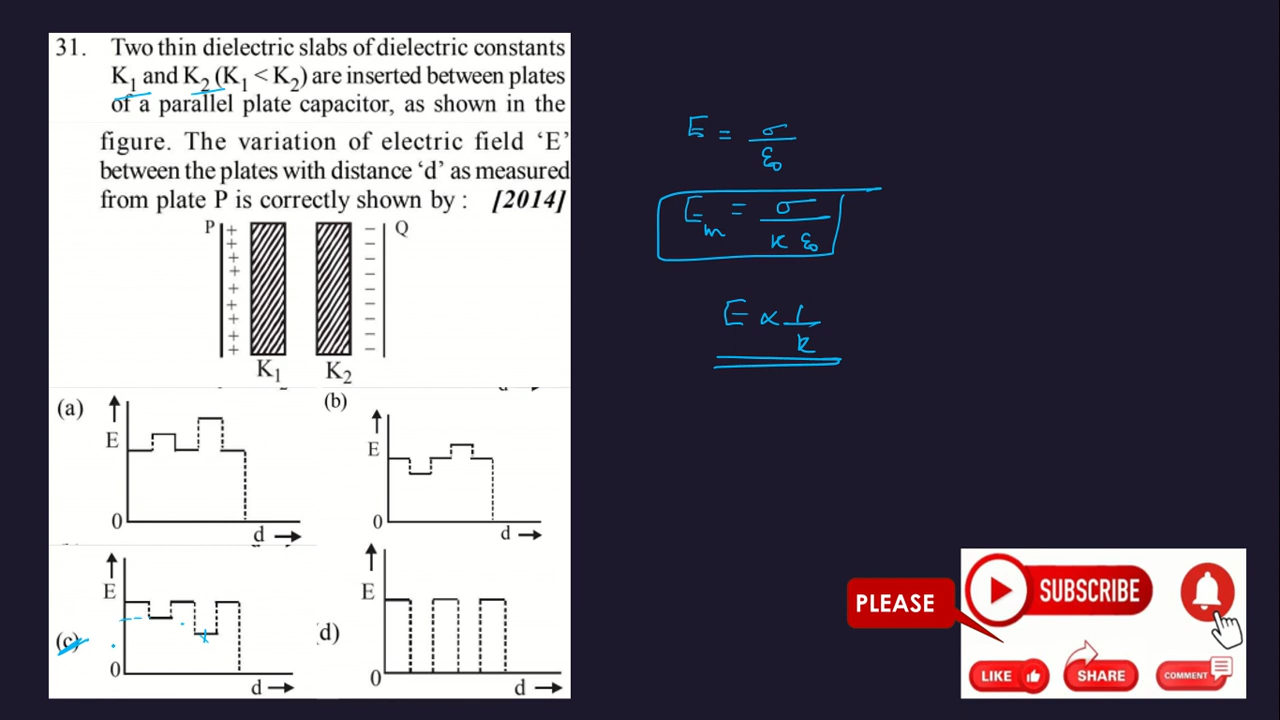 31. Two thin dielectric slabs of dielectric constants
K₁ and K₂ (K₁ < K₂) are inserted between plates
of a parallel plate capacitor, as shown in the
figure. The variation of electric field ‘E’
between the plates with distance ‘d’ as measured
from plate P is correctly shown by : [2014]
P + + + + + + + + + − − − − − − − − − Q
K₁ K₂
(a) E 0 d
(b) E 0 d
(c) E 0 d
(d) E 0 d
E = σ/ε₀
Eₘ = σ/(K ε₀)
E ∝ 1/k
PLEASE
SUBSCRIBE
LIKE
SHARE
COMMENT